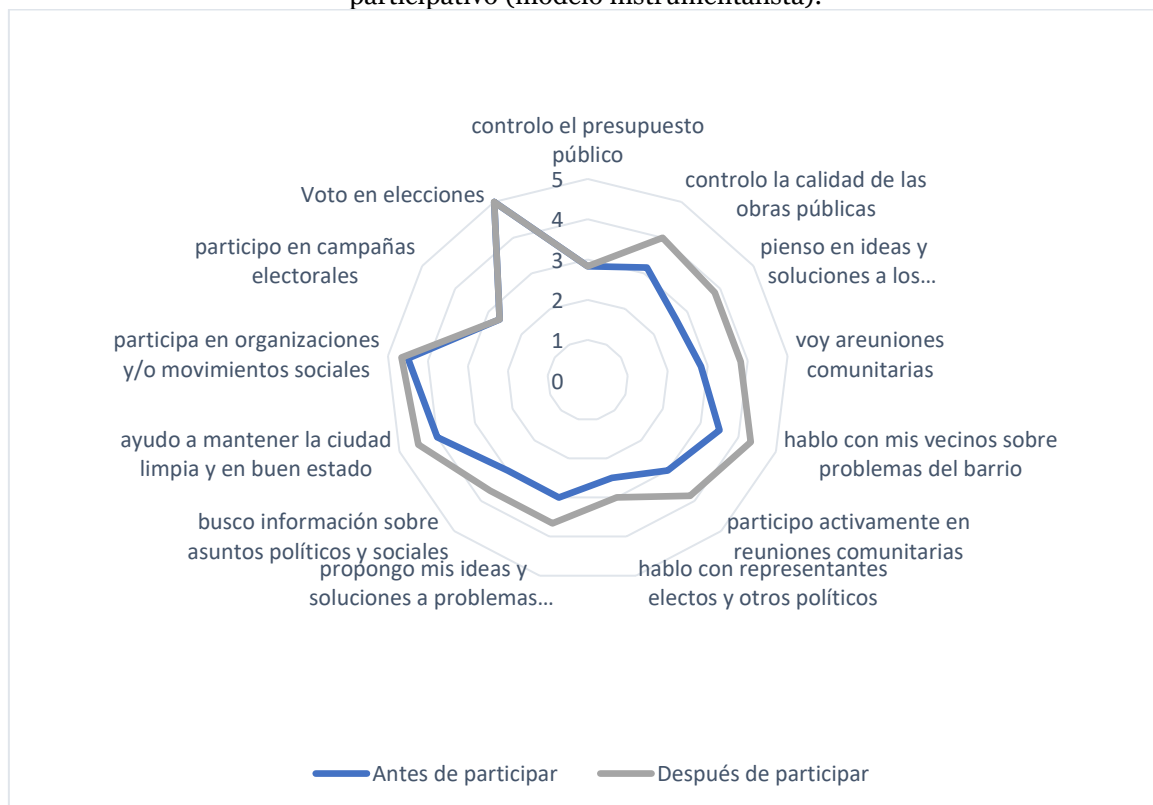 participativo (modelo instrumentalista).
controlo el presupuesto
público
controlo la calidad de las
obras públicas
pienso en ideas y
soluciones a los…
voy areuniones
comunitarias
hablo con mis vecinos sobre
problemas del barrio
participo activamente en
reuniones comunitarias
hablo con representantes
electos y otros políticos
propongo mis ideas y
soluciones a problemas…
busco información sobre
asuntos políticos y sociales
ayudo a mantener la ciudad
limpia y en buen estado
participa en organizaciones
y/o movimientos sociales
participo en campañas
electorales
Voto en elecciones
5
4
3
2
1
0
Antes de participar
Después de participar